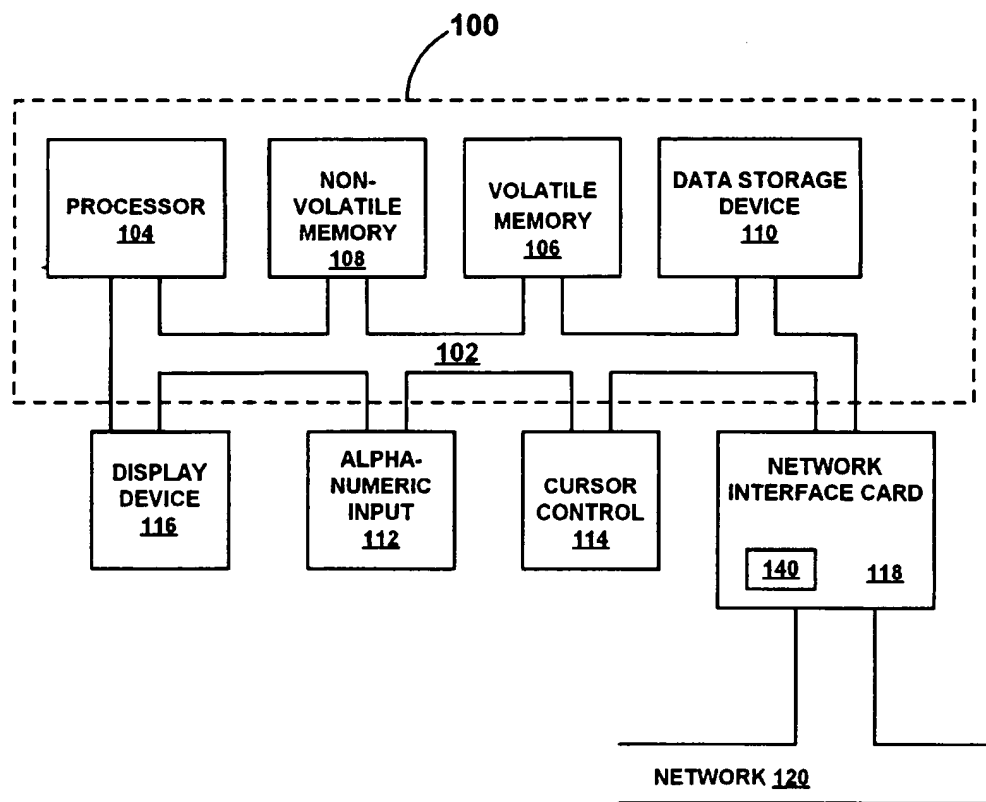 100
PROCESSOR
104
NON-
VOLATILE
MEMORY
108
VOLATILE
MEMORY
106
DATA STORAGE
DEVICE
110
102
DISPLAY
DEVICE
116
ALPHA-
NUMERIC
INPUT
112
CURSOR
CONTROL
114
NETWORK
INTERFACE CARD
140
118
NETWORK 120